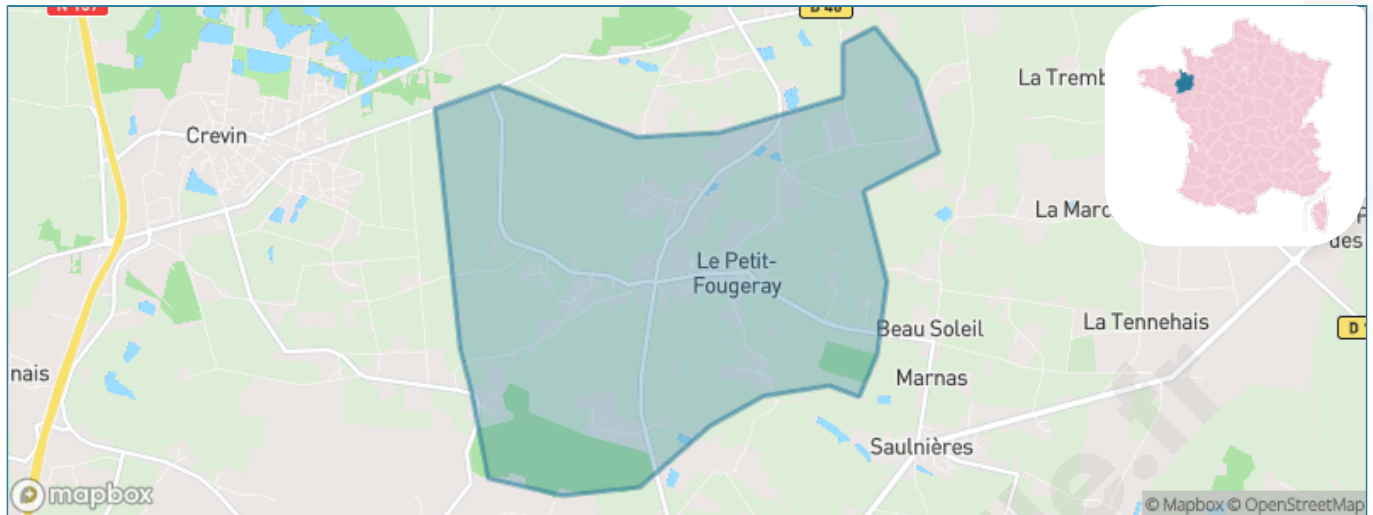 La Tremb
Crevin
La Marc
des
Le Petit-
Fougeray
Beau Soleil
La Tennehais
D
nais
Marnas
Saulnières
mapbox
© Mapbox © OpenStreetMap